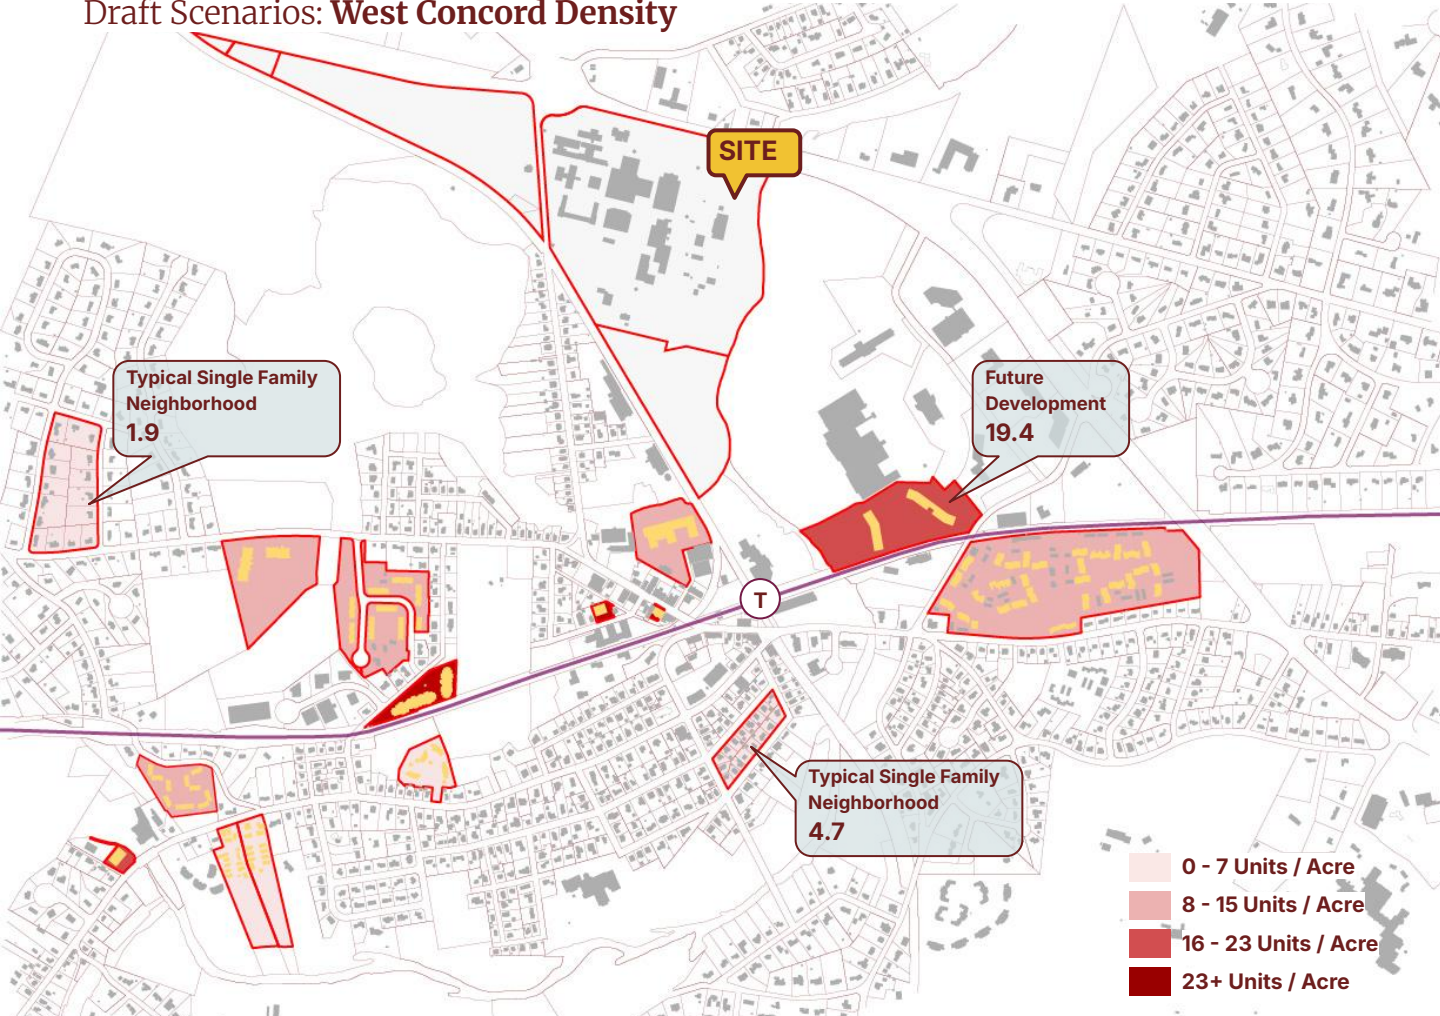 Draft Scenarios: West Concord Density
SITE
Typical Single Family
Neighborhood
1.9
Future
Development
19.4
T
Typical Single Family
Neighborhood
4.7
0 - 7 Units / Acre
8 - 15 Units / Acre
16 - 23 Units / Acre
23+ Units / Acre